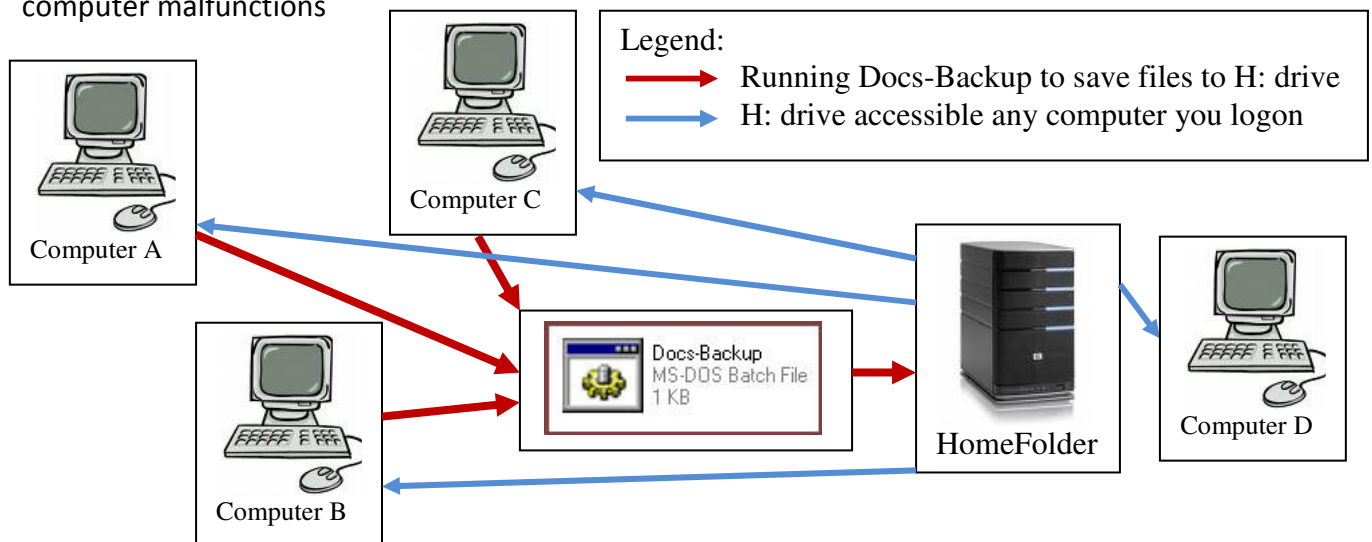 computer malfunctions
Legend:
Running Docs-Backup to save files to H: drive
H: drive accessible any computer you logon
Computer C
Computer A
Docs-Backup
MS-DOS Batch File
1 KB
HomeFolder
Computer D
Computer B